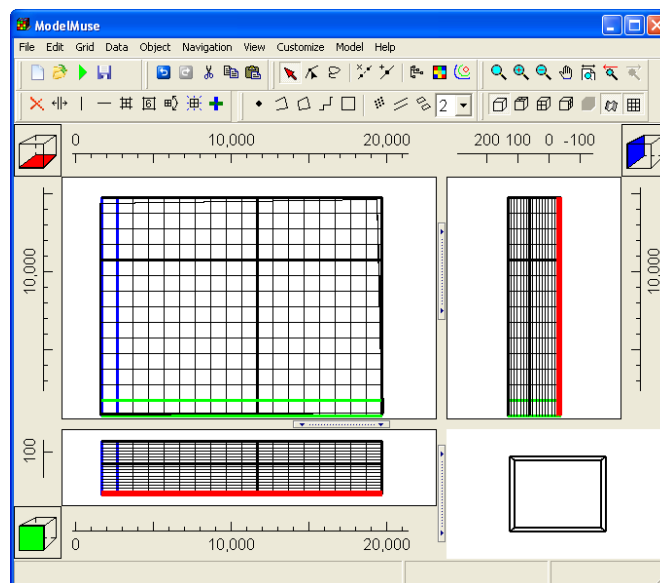 ModelMuse
File Edit Grid Data Object Navigation View Customize Model Help
6 2
0 10,000 20,000 200 100 0 -100
10,000 10,000
100
0 10,000 20,000